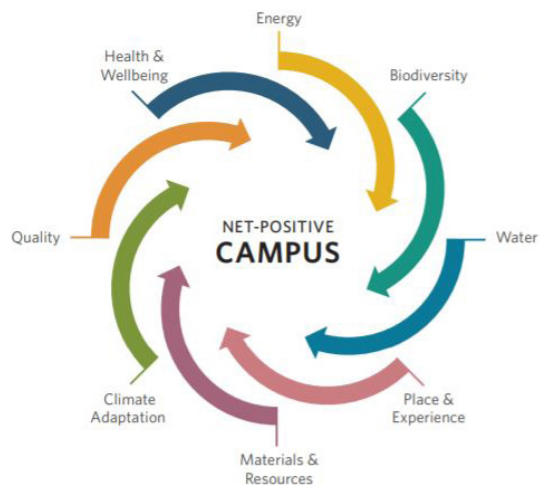 Energy
Health &
Wellbeing
Biodiversity
Quality
NET-POSITIVE
CAMPUS
Water
Climate
Adaptation
Place &
Experience
Materials &
Resources